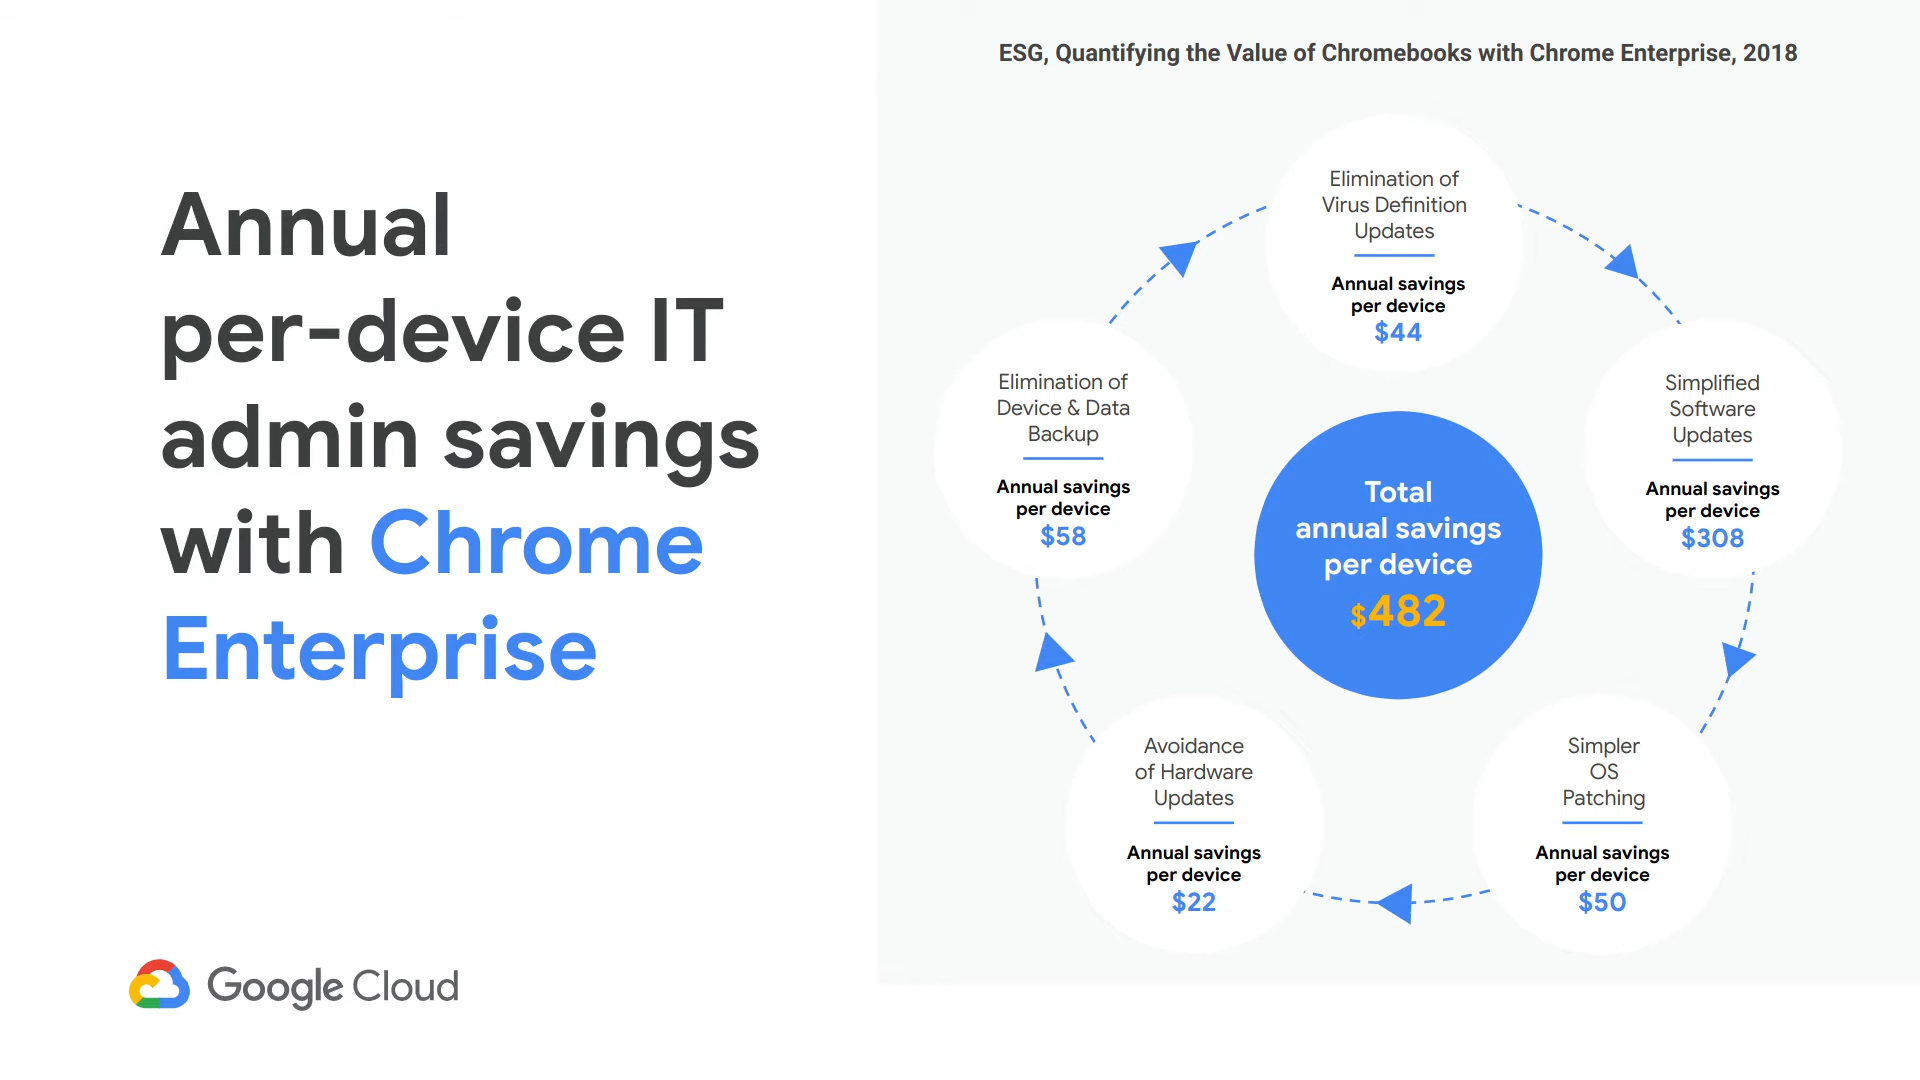 Annual
per-device IT
admin savings
with Chrome
Enterprise
Google Cloud
ESG, Quantifying the Value of Chromebooks with Chrome Enterprise, 2018
Elimination of
Virus Definition
Updates
Annual savings
per device
$44
Simplified
Software
Updates
Annual savings
per device
$308
Simpler
OS
Patching
Annual savings
per device
$50
Avoidance
of Hardware
Updates
Annual savings
per device
$22
Elimination of
Device & Data
Backup
Annual savings
per device
$58
Total
annual savings
per device
$482